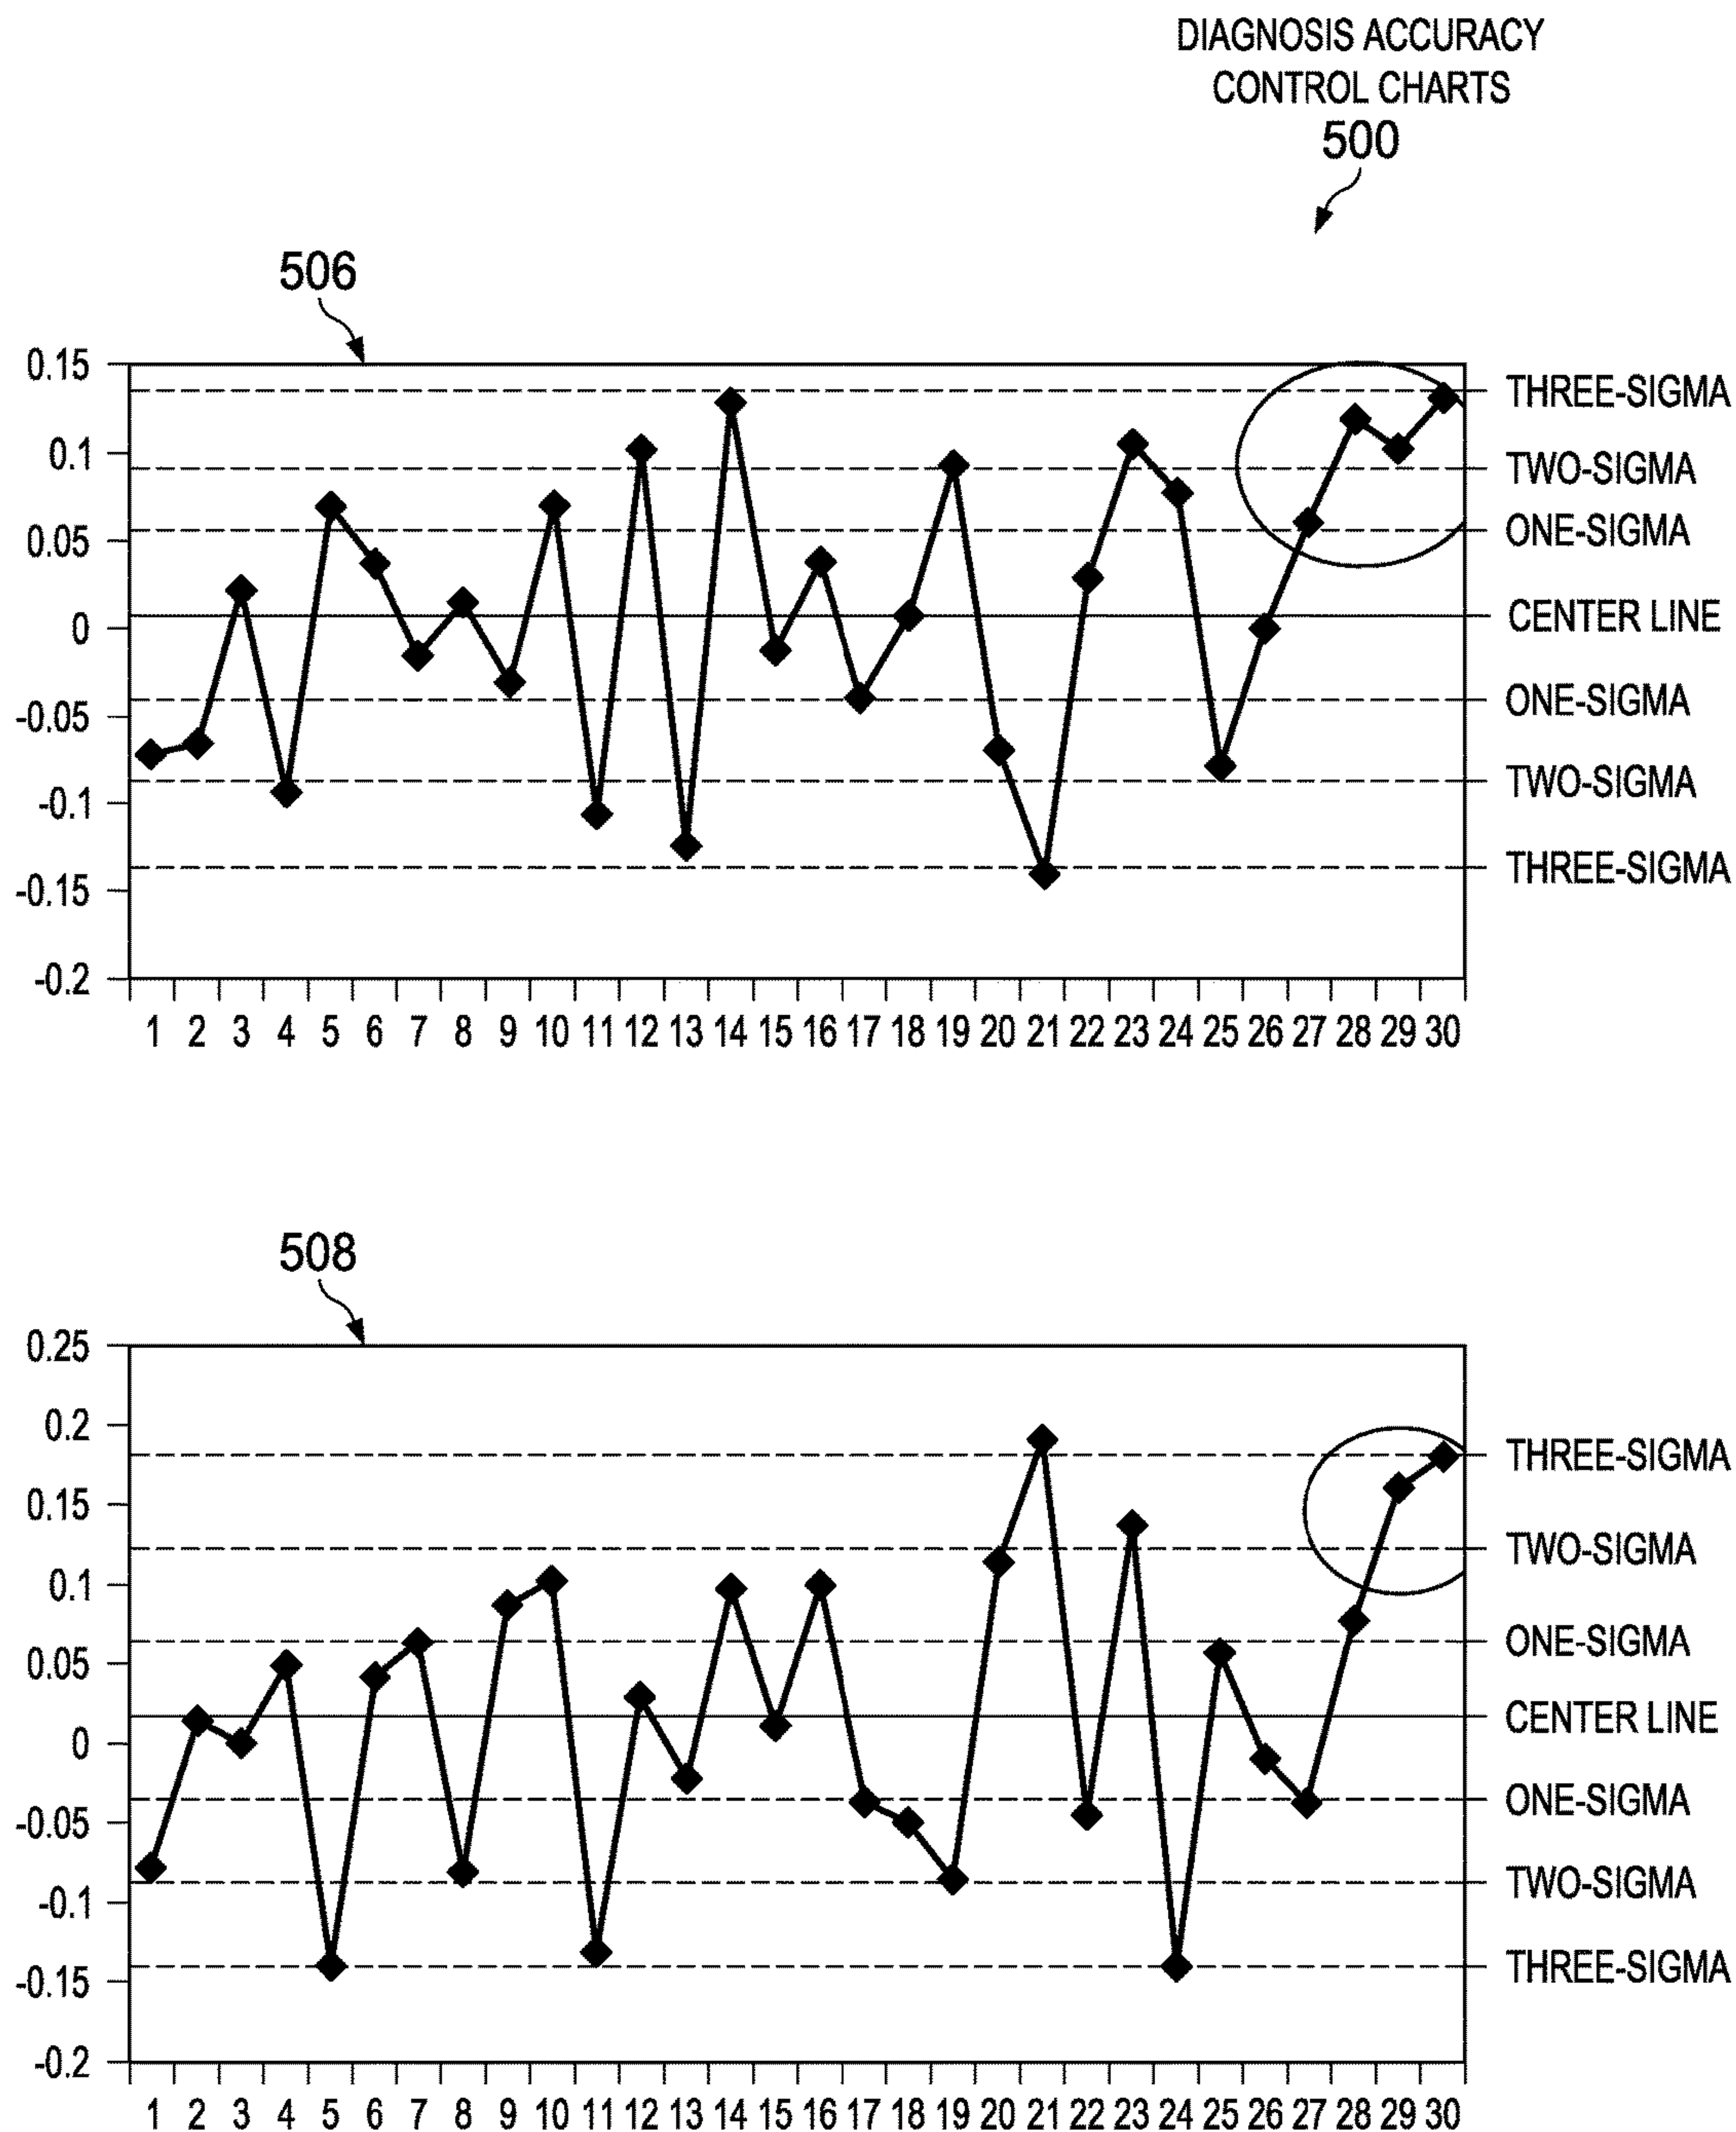 DIAGNOSIS ACCURACY
CONTROL CHARTS
500
506
0.15
THREE-SIGMA
0.1
TWO-SIGMA
0.05
ONE-SIGMA
0
CENTER LINE
-0.05
ONE-SIGMA
-0.1
TWO-SIGMA
-0.15
THREE-SIGMA
-0.2
1 2 3 4 5 6 7 8 9 10 11 12 13 14 15 16 17 18 19 20 21 22 23 24 25 26 27 28 29 30
508
0.25
0.2
THREE-SIGMA
0.15
TWO-SIGMA
0.1
ONE-SIGMA
0.05
CENTER LINE
0
ONE-SIGMA
-0.05
TWO-SIGMA
-0.1
THREE-SIGMA
-0.15
-0.2
1 2 3 4 5 6 7 8 9 10 11 12 13 14 15 16 17 18 19 20 21 22 23 24 25 26 27 28 29 30